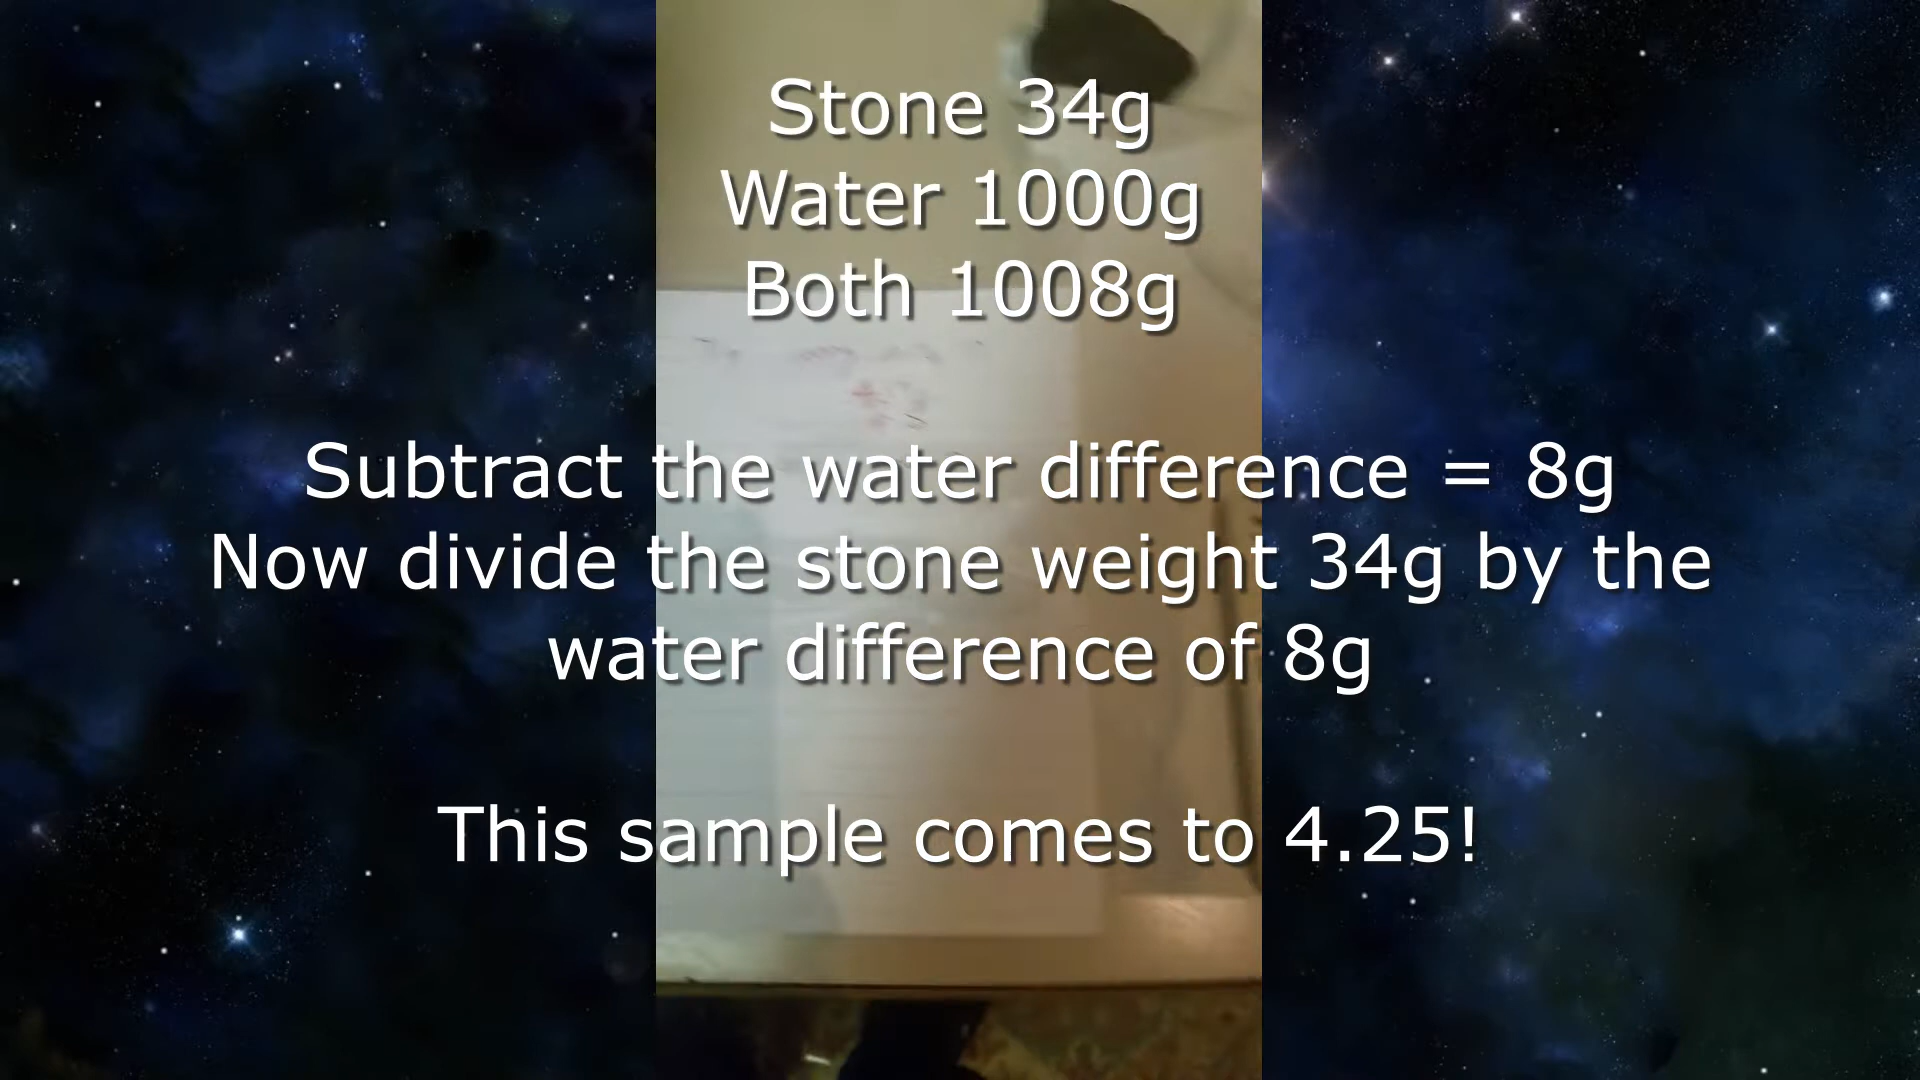 Stone 34g
Water 1000g
Both 1008g
Subtract the water difference = 8g
Now divide the stone weight 34g by the
water difference of 8g
This sample comes to 4.25!